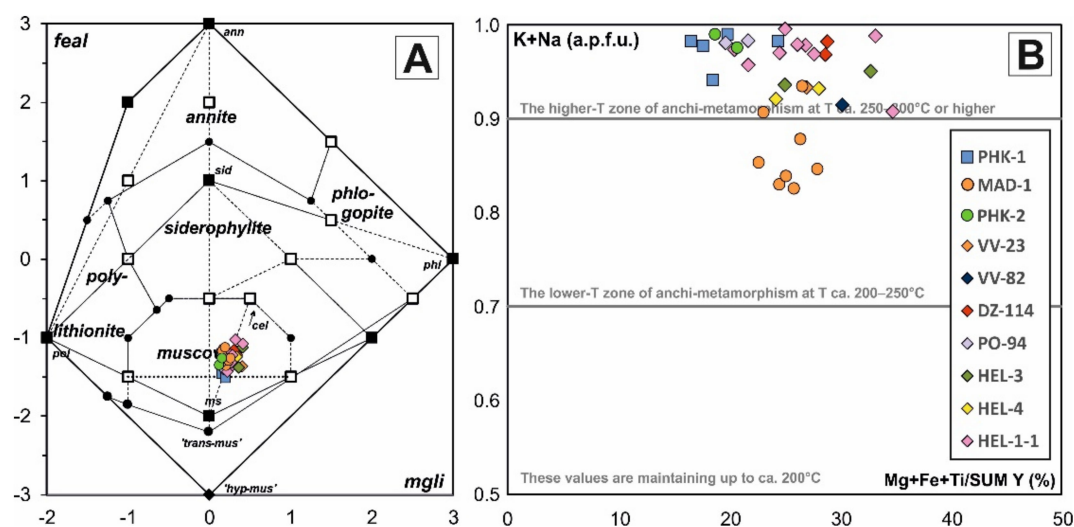 3
2
1
0
-1
-2
-3
feal
A
ann
annite
sid
phlo-
gopite
siderophylite
phl
poly-
lithionite
pol
cel
muscov
ms
'trans-mus'
'hyp-mus'
mgli
-2
-1
0
1
2
3
1.0
0.9
0.8
0.7
0.6
0.5
K+Na (a.p.f.u.)
B
The higher-T zone of anchi-metamorphism at T ca. 250–300°C or higher
PHK-1
MAD-1
PHK-2
VV-23
VV-82
DZ-114
PO-94
HEL-3
HEL-4
HEL-1-1
The lower-T zone of anchi-metamorphism at T ca. 200–250°C
These values are maintaining up to ca. 200°C
Mg+Fe+Ti/SUM Y (%)
0
10
20
30
40
50